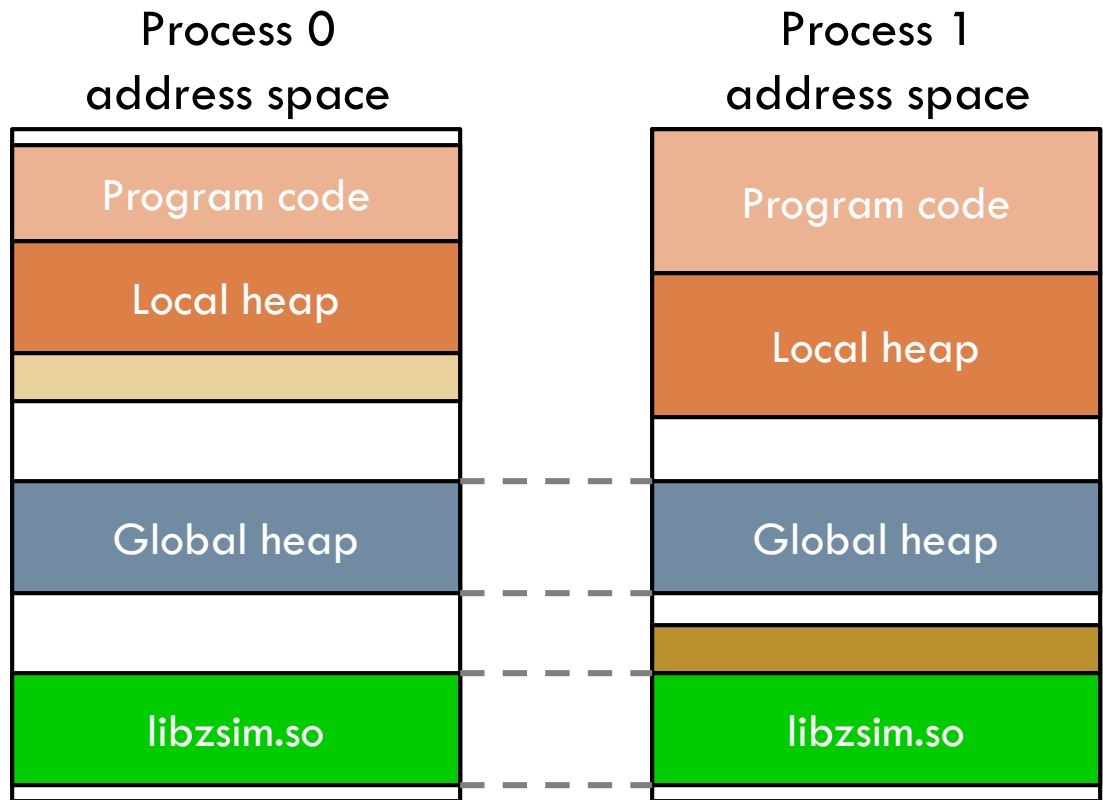 Process 0
address space
Program code
Local heap
Global heap
libzsim.so
Process 1
address space
Program code
Local heap
Global heap
libzsim.so